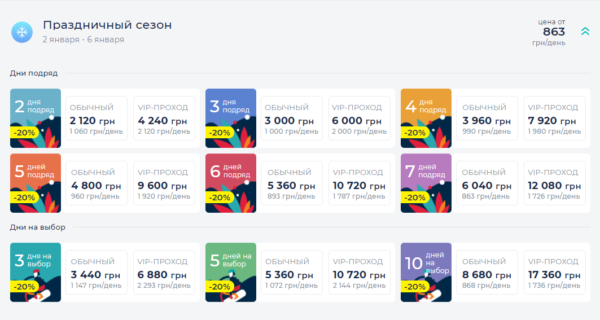 Праздничный сезон
2 января - 6 января
цена от
863
грн/день
Дни подряд
2 дня подряд
-20%
ОБЫЧНЫЙ
2 120 грн
1 060 грн/день
VIP-ПРОХОД
4 240 грн
2 120 грн/день
3 дня подряд
-20%
ОБЫЧНЫЙ
3 000 грн
1 000 грн/день
VIP-ПРОХОД
6 000 грн
2 000 грн/день
4 дня подряд
-20%
ОБЫЧНЫЙ
3 960 грн
990 грн/день
VIP-ПРОХОД
7 920 грн
1 980 грн/день
5 дней подряд
-20%
ОБЫЧНЫЙ
4 800 грн
960 грн/день
VIP-ПРОХОД
9 600 грн
1 920 грн/день
6 дней подряд
-20%
ОБЫЧНЫЙ
5 360 грн
893 грн/день
VIP-ПРОХОД
10 720 грн
1 787 грн/день
7 дней подряд
-20%
ОБЫЧНЫЙ
6 040 грн
863 грн/день
VIP-ПРОХОД
12 080 грн
1 726 грн/день
Дни на выбор
3 дня на выбор
-20%
ОБЫЧНЫЙ
3 440 грн
1 147 грн/день
VIP-ПРОХОД
6 880 грн
2 293 грн/день
5 дней на выбор
-20%
ОБЫЧНЫЙ
5 360 грн
1 072 грн/день
VIP-ПРОХОД
10 720 грн
2 144 грн/день
10 дней на выбор
-20%
ОБЫЧНЫЙ
8 680 грн
868 грн/день
VIP-ПРОХОД
17 360 грн
1 736 грн/день